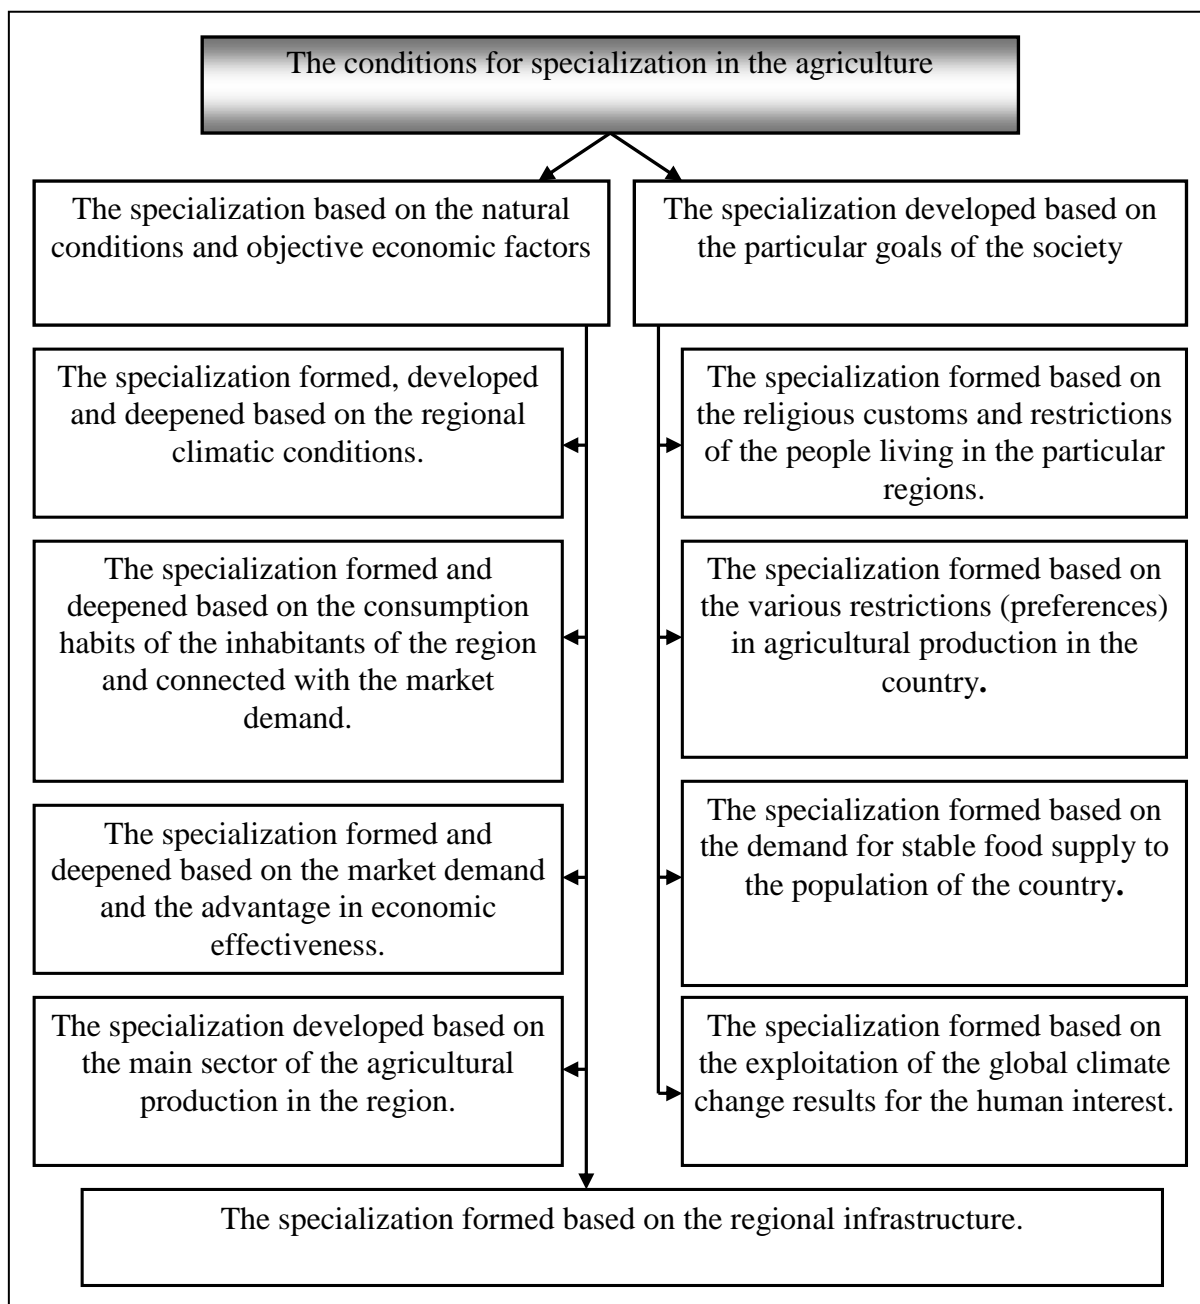 The conditions for specialization in the agriculture
The specialization based on the natural
conditions and objective economic factors
The specialization developed based on
the particular goals of the society
The specialization formed, developed
and deepened based on the regional
climatic conditions.
The specialization formed based on
the religious customs and restrictions
of the people living in the particular
regions.
The specialization formed and
deepened based on the consumption
habits of the inhabitants of the region
and connected with the market
demand.
The specialization formed based on
the various restrictions (preferences)
in agricultural production in the
country.
The specialization formed and
deepened based on the market demand
and the advantage in economic
effectiveness.
The specialization formed based on
the demand for stable food supply to
the population of the country.
The specialization developed based on
the main sector of the agricultural
production in the region.
The specialization formed based on
the exploitation of the global climate
change results for the human interest.
The specialization formed based on the regional infrastructure.